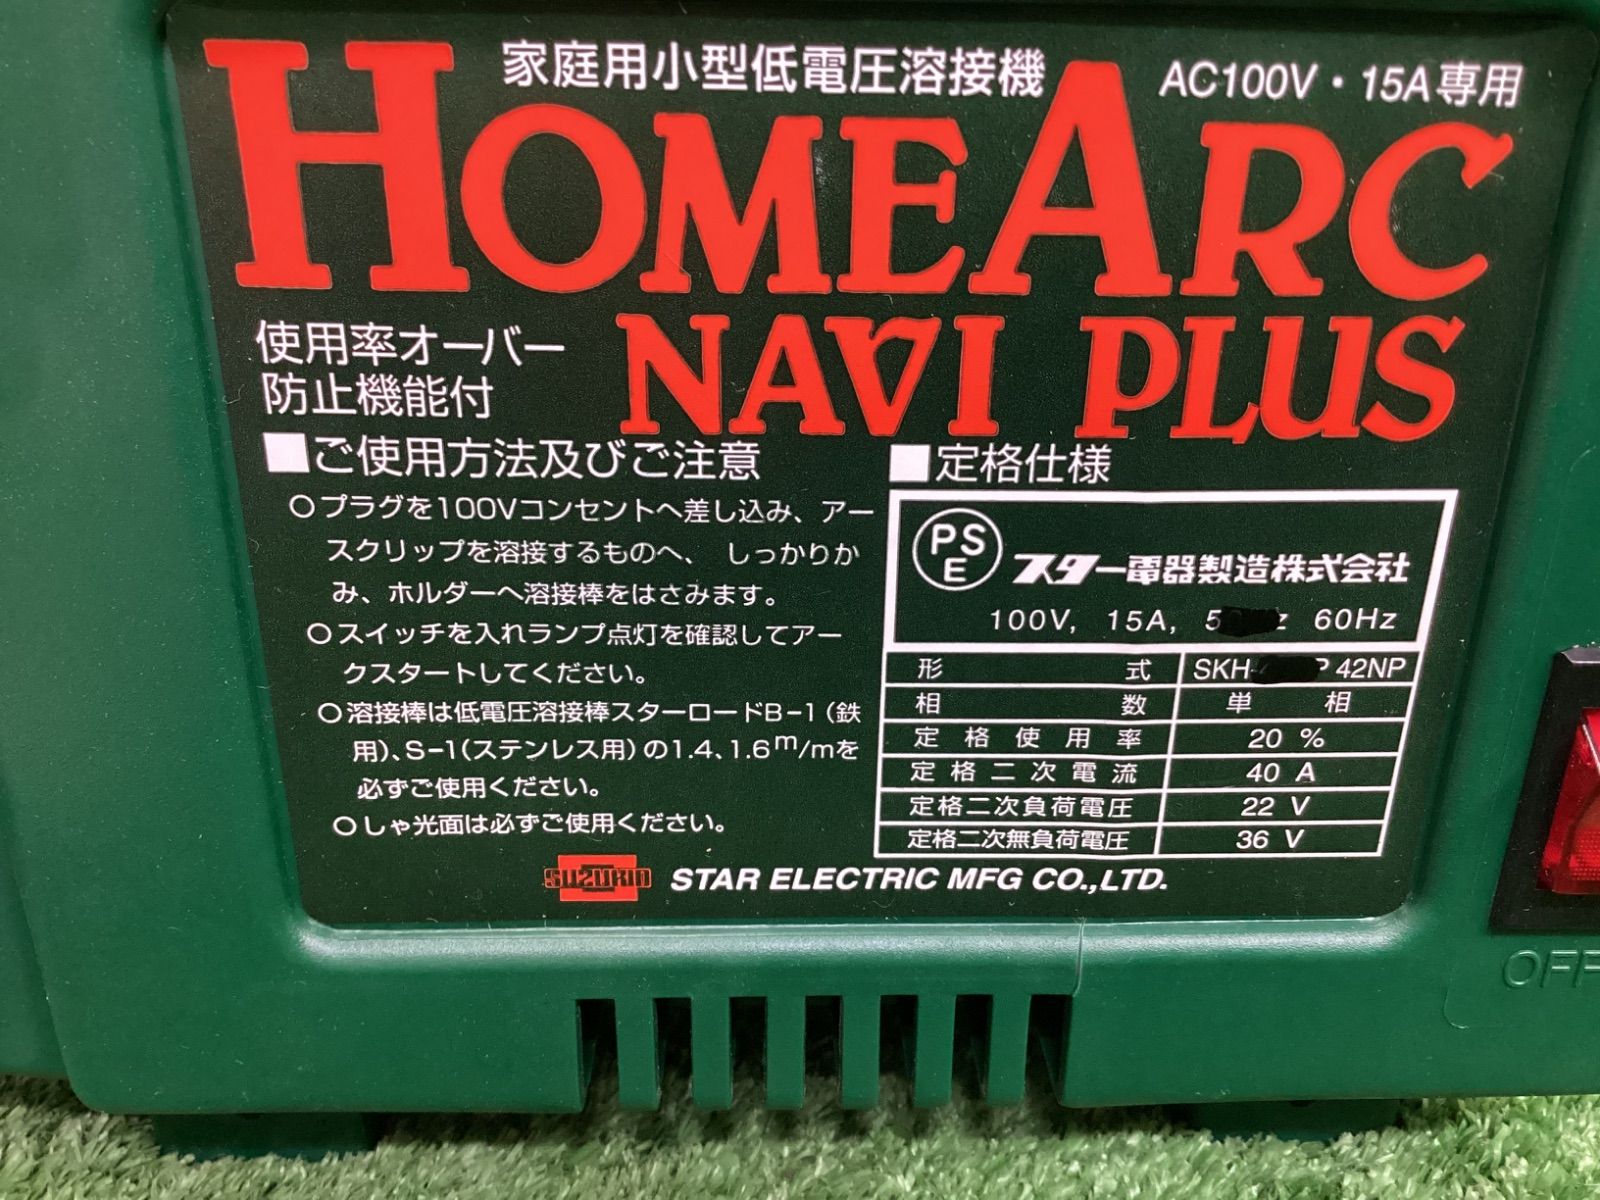 家庭用小型低電圧溶接機 AC100V・15A専用
HOMEARC
NAVI PLUS
使用率オーバー
防止機能付
■ご使用方法及びご注意
○プラグを100Vコンセントへ差し込み、アー
スクリップを溶接するものへ、しっかりか
み、ホルダーへ溶接棒をはさみます。
○スイッチを入れランプ点灯を確認してアー
クスタートしてください。
○溶接棒は低電圧溶接棒スターロードB-1(鉄
用)、S-1(ステンレス用)の1.4、1.6m/mを
必ずご使用ください。
○しゃ光面は必ずご使用ください。
■定格仕様
PSE スター電器製造株式会社
100V, 15A, 60Hz
形式 SKH- 42NP
相数 単相
定格使用率 20 %
定格二次電流 40 A
定格二次負荷電圧 22 V
定格二次無負荷電圧 36 V
SUZUKID STAR ELECTRIC MFG CO.,LTD.
OFF